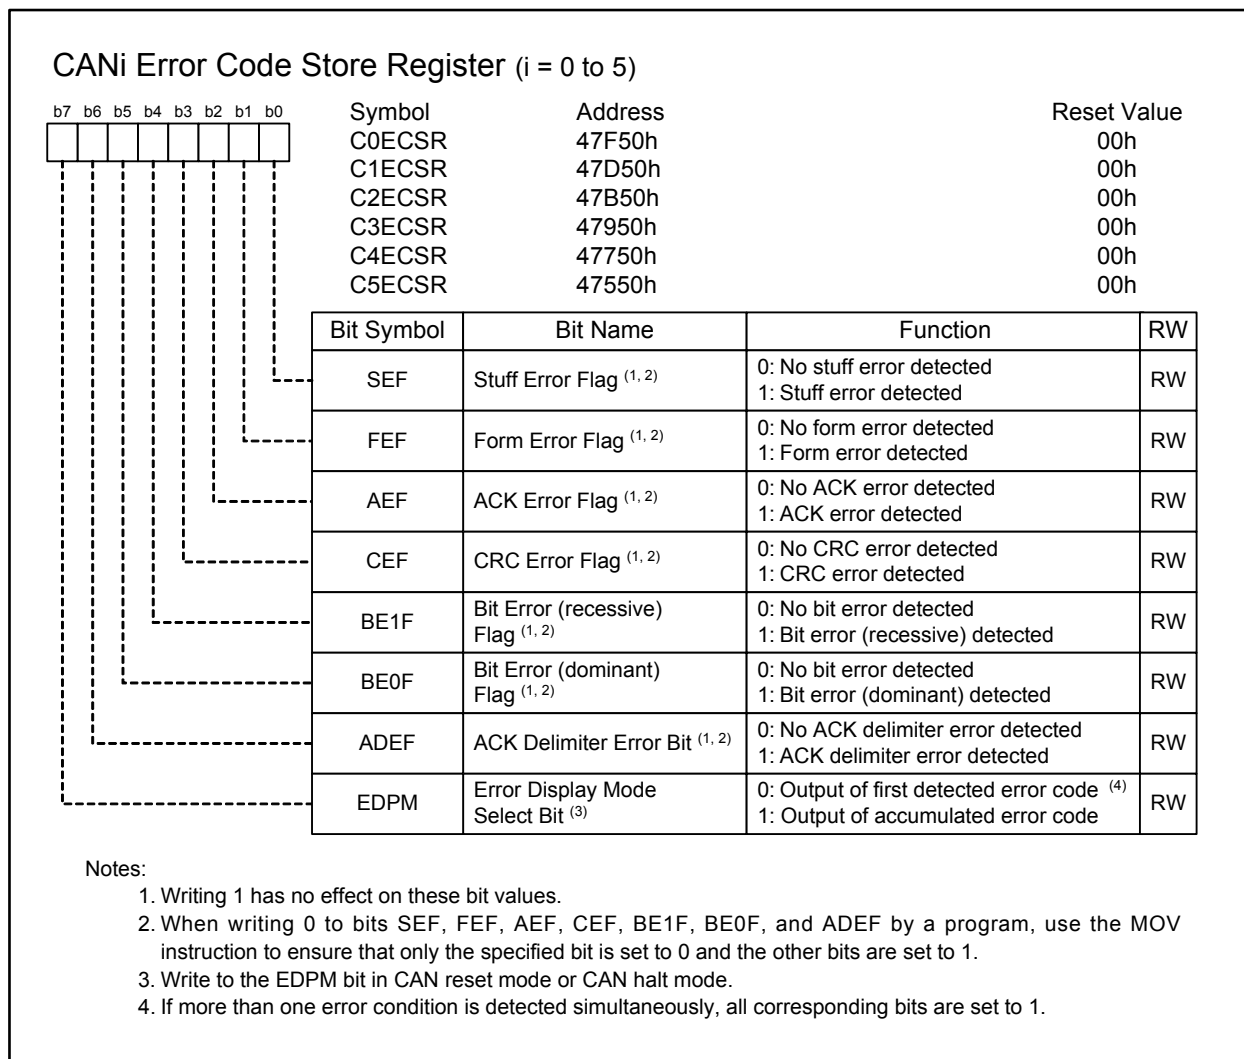 CANi Error Code Store Register (i = 0 to 5)
b7 b6 b5 b4 b3 b2 b1 b0
Symbol Address Reset Value
C0ECSR 47F50h 00h
C1ECSR 47D50h 00h
C2ECSR 47B50h 00h
C3ECSR 47950h 00h
C4ECSR 47750h 00h
C5ECSR 47550h 00h
Bit Symbol Bit Name Function RW
SEF Stuff Error Flag (1, 2) 0: No stuff error detected RW
1: Stuff error detected
FEF Form Error Flag (1, 2) 0: No form error detected RW
1: Form error detected
AEF ACK Error Flag (1, 2) 0: No ACK error detected RW
1: ACK error detected
CEF CRC Error Flag (1, 2) 0: No CRC error detected RW
1: CRC error detected
BE1F Bit Error (recessive) 0: No bit error detected RW
Flag (1, 2) 1: Bit error (recessive) detected
BE0F Bit Error (dominant) 0: No bit error detected RW
Flag (1, 2) 1: Bit error (dominant) detected
ADEF ACK Delimiter Error Bit (1, 2) 0: No ACK delimiter error detected RW
1: ACK delimiter error detected
EDPM Error Display Mode 0: Output of first detected error code (4) RW
Select Bit (3) 1: Output of accumulated error code
Notes:
1. Writing 1 has no effect on these bit values.
2. When writing 0 to bits SEF, FEF, AEF, CEF, BE1F, BE0F, and ADEF by a program, use the MOV
instruction to ensure that only the specified bit is set to 0 and the other bits are set to 1.
3. Write to the EDPM bit in CAN reset mode or CAN halt mode.
4. If more than one error condition is detected simultaneously, all corresponding bits are set to 1.